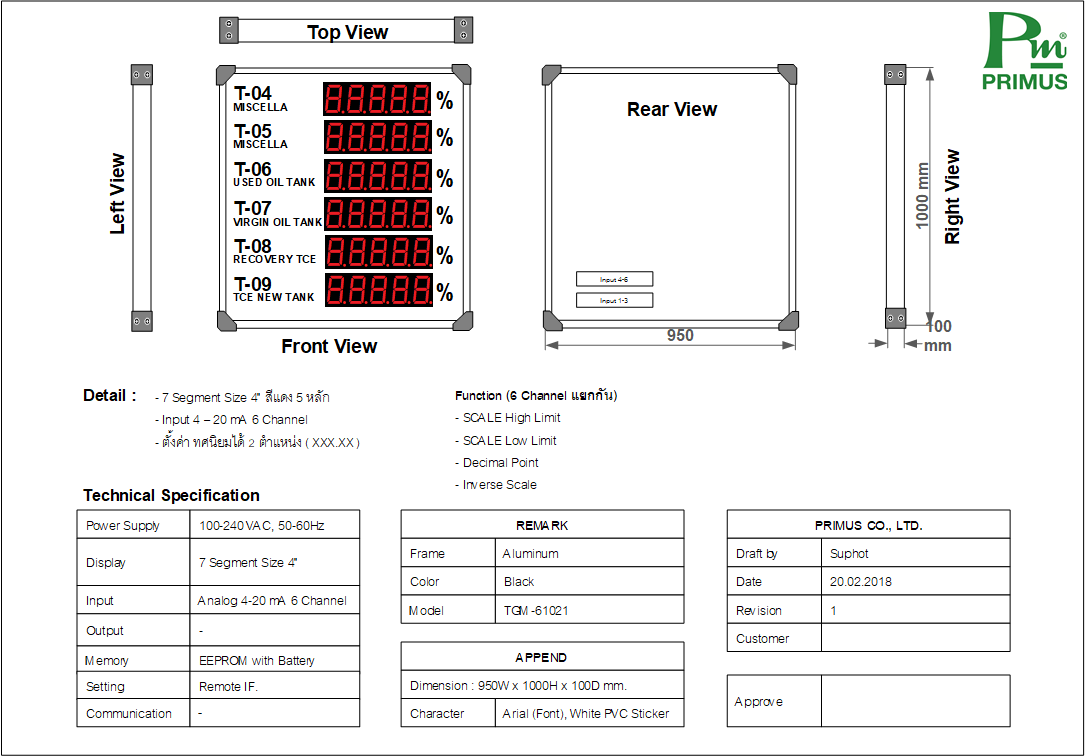 Top View
Pm®
PRIMUS
T-04
MISCELLA
88888 %
T-05
MISCELLA
88888 %
T-06
USED OIL TANK
88888 %
T-07
VIRGIN OIL TANK
88888 %
T-08
RECOVERY TCE
88888 %
T-09
TCE NEW TANK
88888 %
Left View
Front View
Rear View
Input 4-6
Input 1-3
950
1000 mm
Right View
100
mm
Detail :
- 7 Segment Size 4" สีแดง 5 หลัก
- Input 4 – 20 mA 6 Channel
- ตั้งค่า ทศนิยมได้ 2 ตำแหน่ง ( XXX.XX )
Function (6 Channel แยกกัน)
- SCALE High Limit
- SCALE Low Limit
- Decimal Point
- Inverse Scale
Technical Specification
Power Supply 100-240 VAC, 50-60Hz
Display 7 Segment Size 4"
Input Analog 4-20 mA 6 Channel
Output -
Memory EEPROM with Battery
Setting Remote IF.
Communication -
REMARK
Frame Aluminum
Color Black
Model TGM-61021
APPEND
Dimension : 950W x 1000H x 100D mm.
Character Arial (Font), White PVC Sticker
PRIMUS CO., LTD.
Draft by Suphot
Date 20.02.2018
Revision 1
Customer
Approve